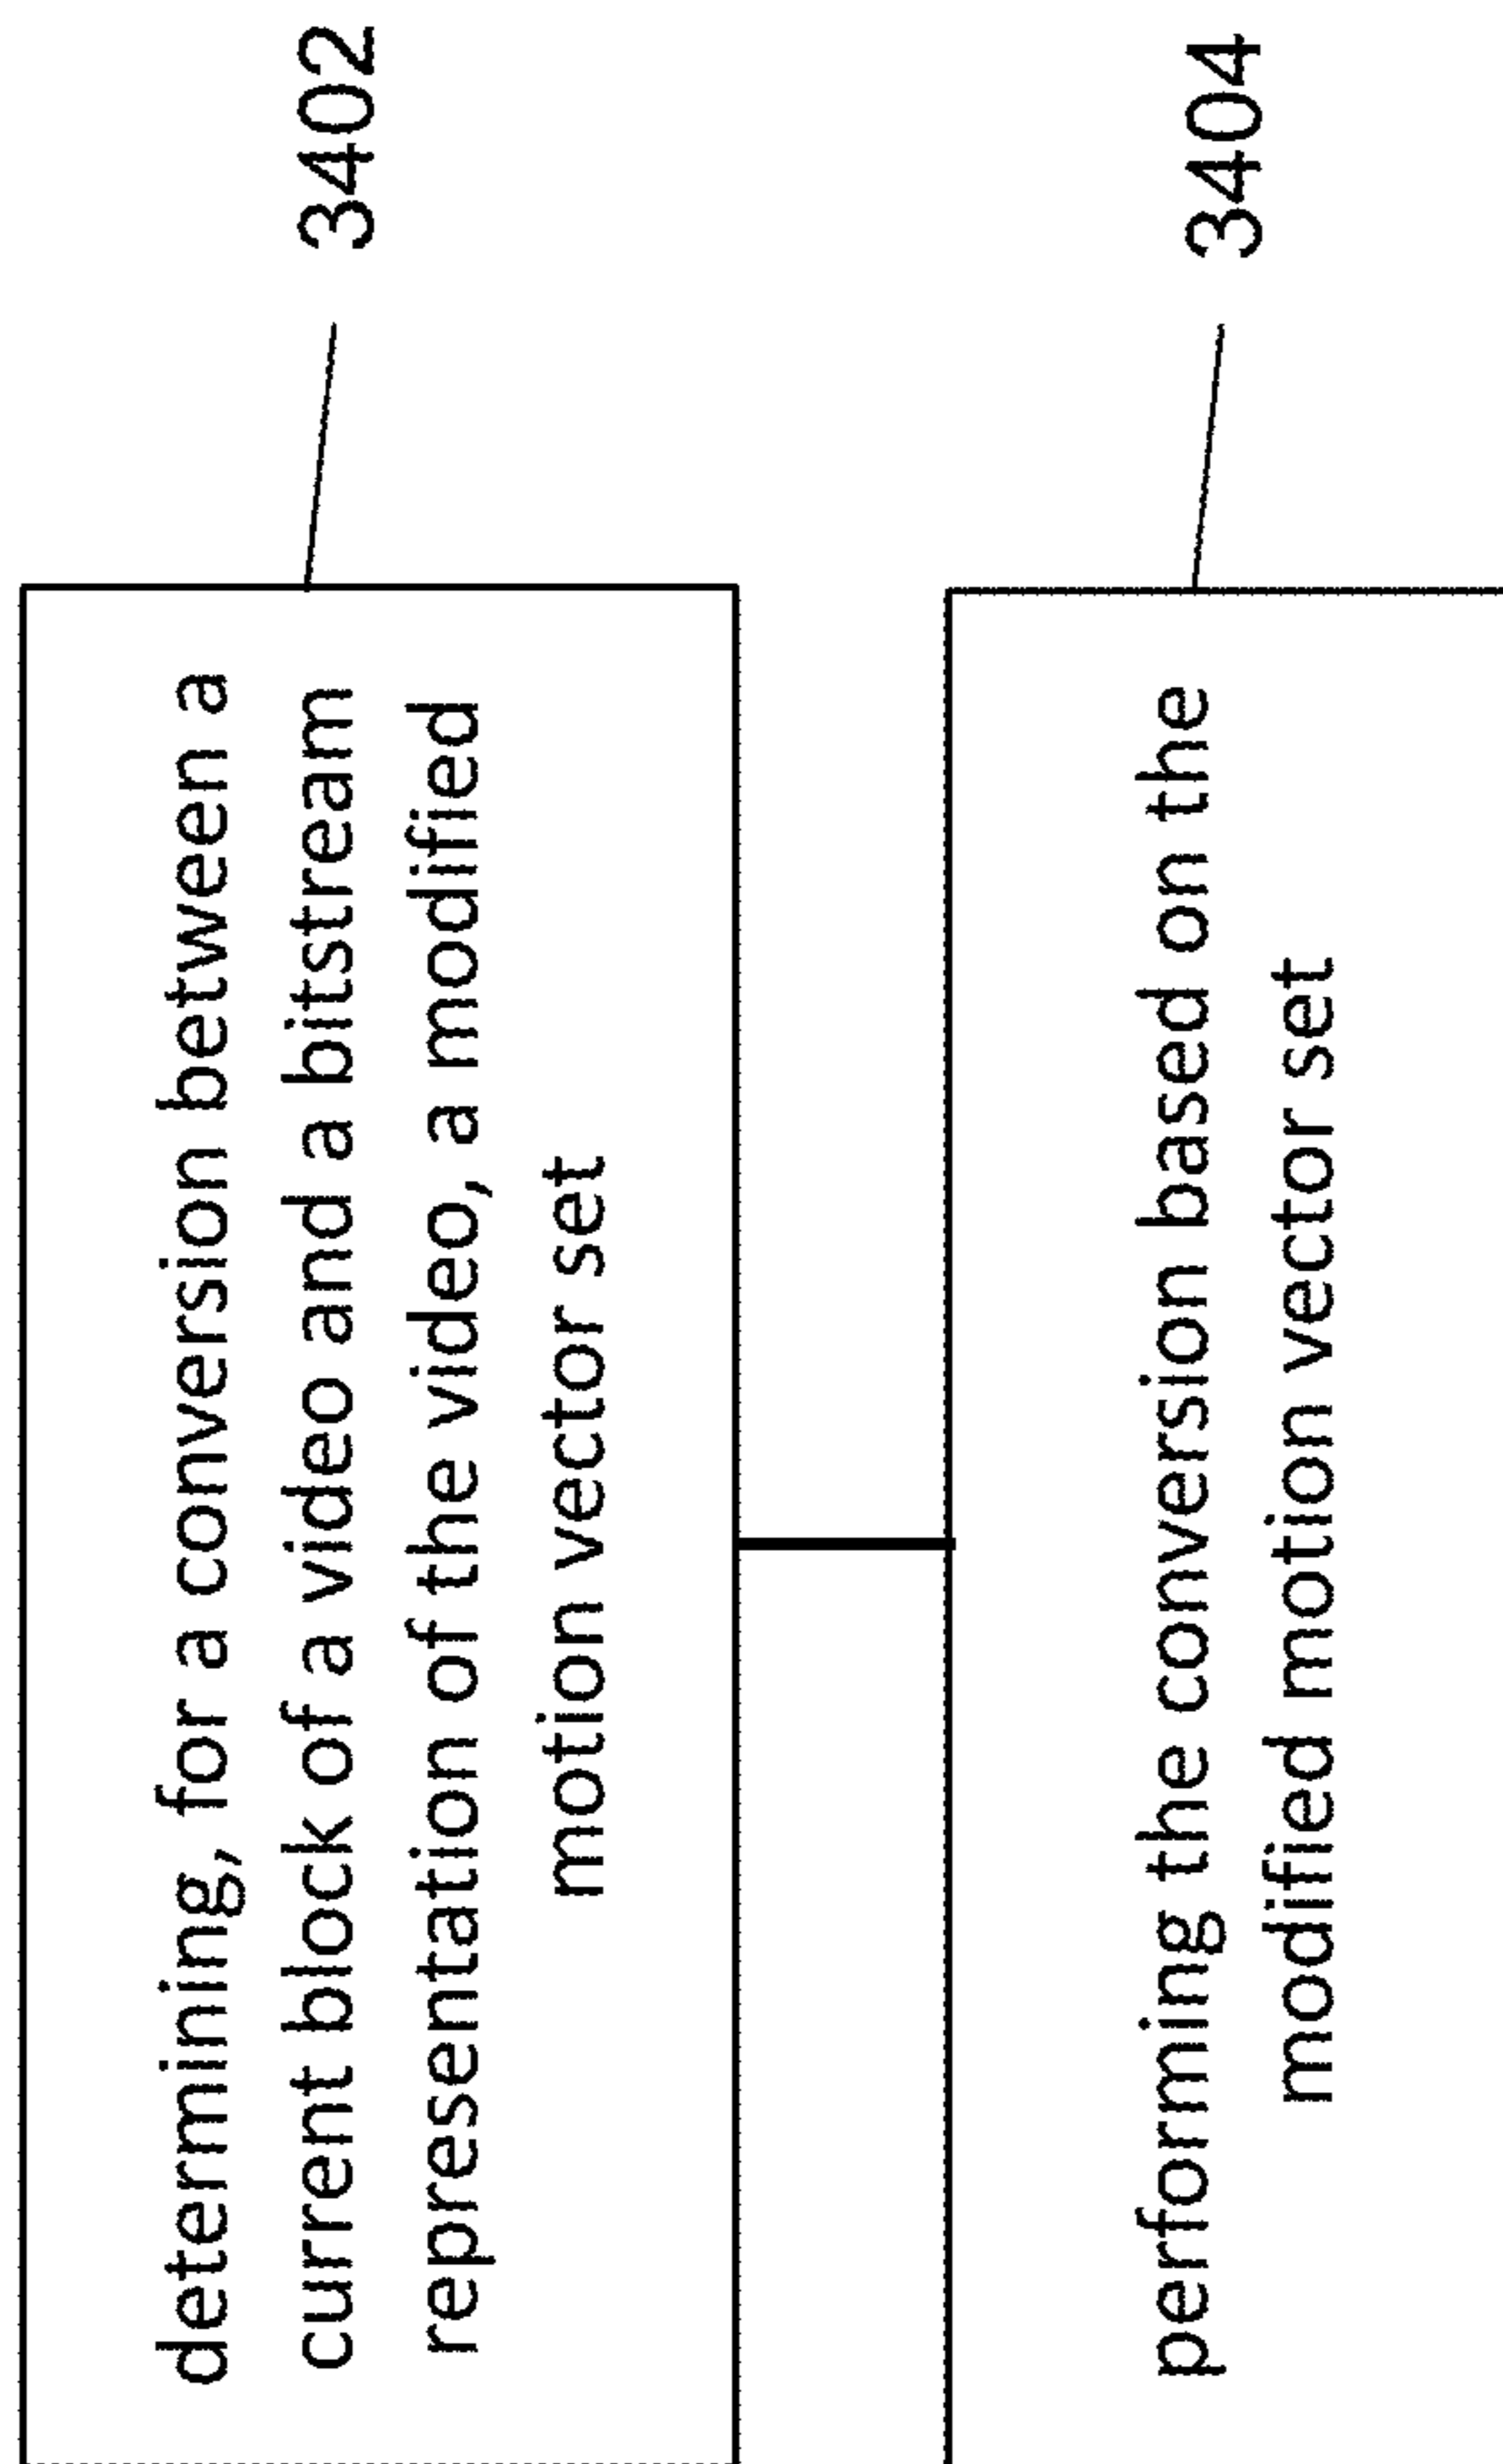 determining, for a conversion between a
current block of a video and a bitstream
representation of the video, a modified
motion vector set
3402
performing the conversion based on the
modified motion vector set
3404